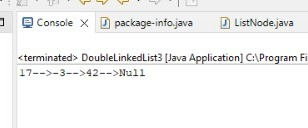 Console package-info.java ListNode.java
<terminated> DoubleLinkedList3 [Java Application] C:\Program Fi
17-->-3-->42-->Null